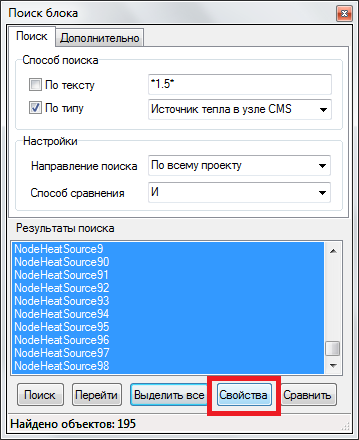 Поиск блока
Поиск Дополнительно
Способ поиска
По тексту *1.5*
По типу Источник тепла в узле CMS
Настройки
Направление поиска По всему проекту
Способ сравнения И
Результаты поиска
NodeHeatSource9
NodeHeatSource90
NodeHeatSource91
NodeHeatSource92
NodeHeatSource93
NodeHeatSource94
NodeHeatSource95
NodeHeatSource96
NodeHeatSource97
NodeHeatSource98
Поиск Перейти Выделить все Свойства Сравнить
Найдено объектов: 195